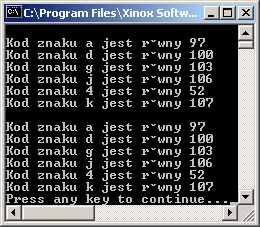 C:\Program Files\Xinox Softw...
Kod znaku a jest r˘wny 97
Kod znaku d jest r˘wny 100
Kod znaku g jest r˘wny 103
Kod znaku j jest r˘wny 106
Kod znaku 4 jest r˘wny 52
Kod znaku k jest r˘wny 107
Kod znaku a jest r˘wny 97
Kod znaku d jest r˘wny 100
Kod znaku g jest r˘wny 103
Kod znaku j jest r˘wny 106
Kod znaku 4 jest r˘wny 52
Kod znaku k jest r˘wny 107
Press any key to continue...